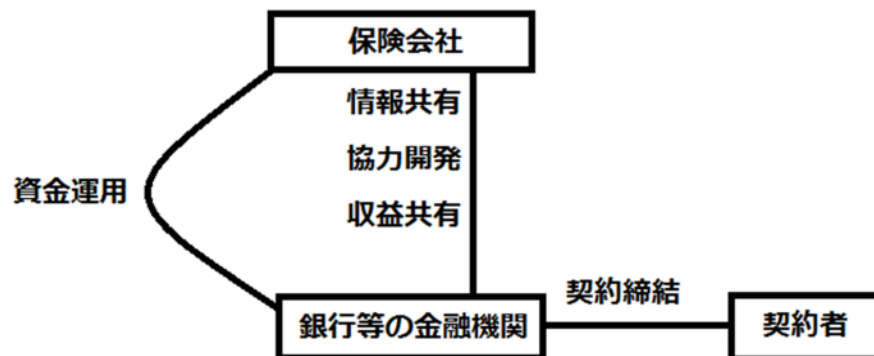 保険会社
情報共有
協力開発
資金運用
収益共有
契約締結
銀行等の金融機関
契約者